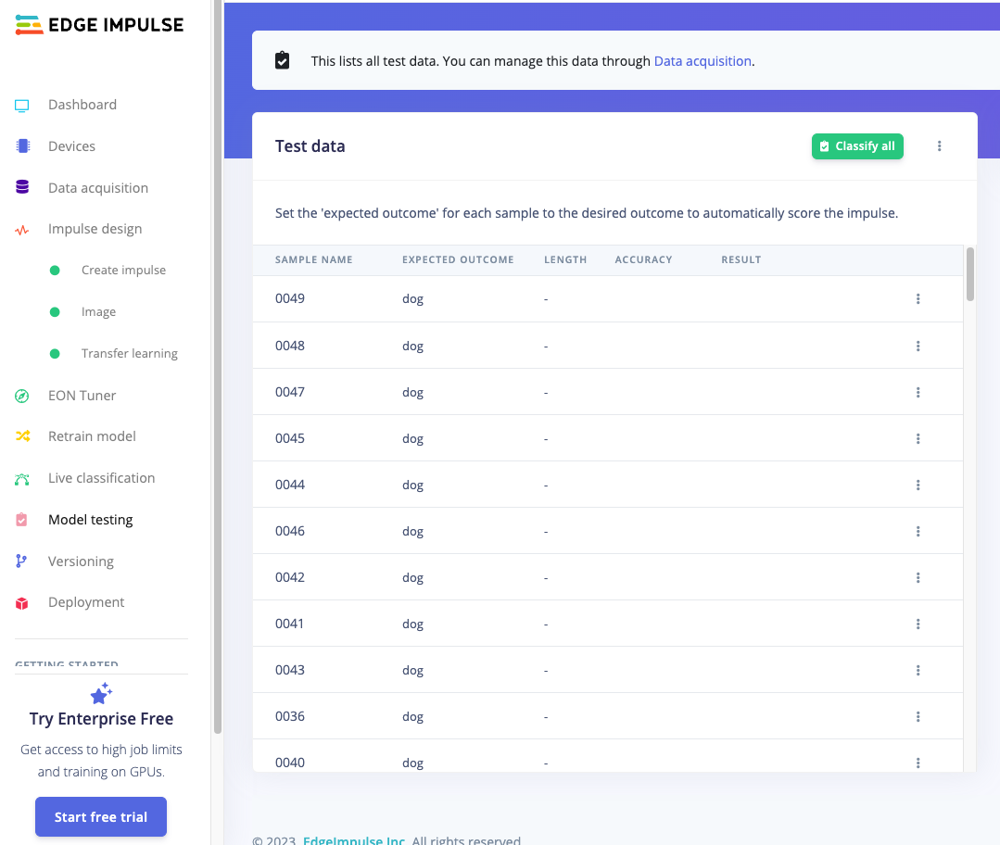 EDGE IMPULSE
Dashboard
Devices
Data acquisition
Impulse design
Create impulse
Image
Transfer learning
EON Tuner
Retrain model
Live classification
Model testing
Versioning
Deployment
GETTING STARTED
Try Enterprise Free
Get access to high job limits
and training on GPUs.
Start free trial
This lists all test data. You can manage this data through Data acquisition.
Test data
Classify all
Set the 'expected outcome' for each sample to the desired outcome to automatically score the impulse.
SAMPLE NAME EXPECTED OUTCOME LENGTH ACCURACY RESULT
0049 dog -
0048 dog -
0047 dog -
0045 dog -
0044 dog -
0046 dog -
0042 dog -
0041 dog -
0043 dog -
0036 dog -
0040 dog -
© 2023 EdgeImpulse Inc. All rights reserved